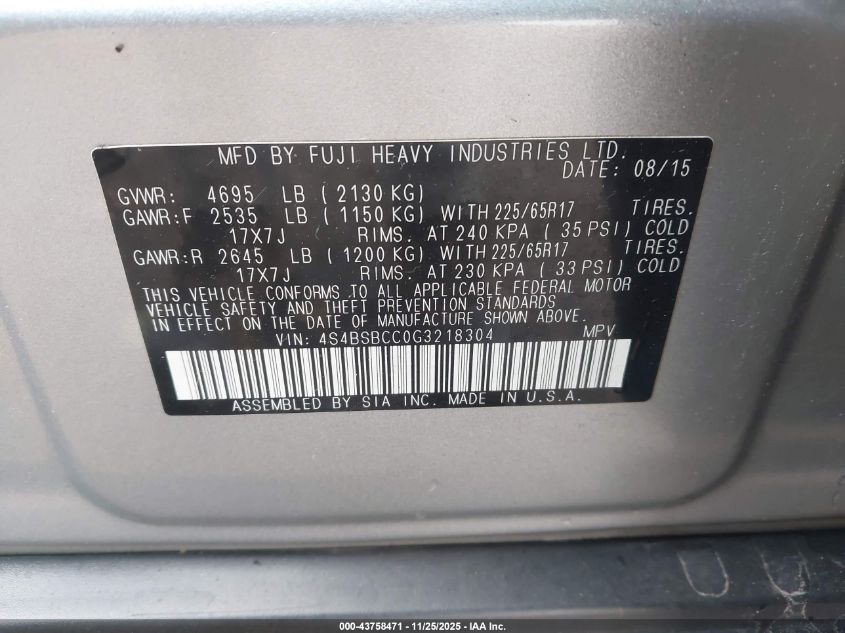 MFD BY FUJI HEAVY INDUSTRIES LTD.
DATE: 08/15
GVWR: 4695 LB ( 2130 KG)
GAWR:F 2535 LB ( 1150 KG) WITH 225/65R17 TIRES.
17X7J RIMS. AT 240 KPA ( 35 PSI) COLD
GAWR:R 2645 LB ( 1200 KG) WITH 225/65R17 TIRES.
17X7J RIMS. AT 230 KPA ( 33 PSI) COLD
THIS VEHICLE CONFORMS TO ALL APPLICABLE FEDERAL MOTOR
VEHICLE SAFETY AND THEFT PREVENTION STANDARDS
IN EFFECT ON THE DATE OF MANUFACTURE SHOWN ABOVE.
VIN: 4S4BSBCC0G3218304 MPV
ASSEMBLED BY SIA INC. MADE IN U.S.A.
000-43758471 - 11/25/2025 - IAA Inc.